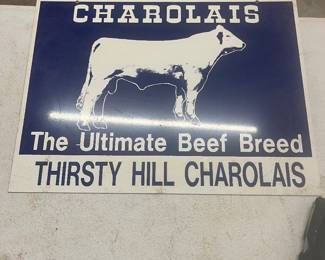 CHAROLAIS
The Ultimate Beef Breed
THIRSTY HILL CHAROLAIS